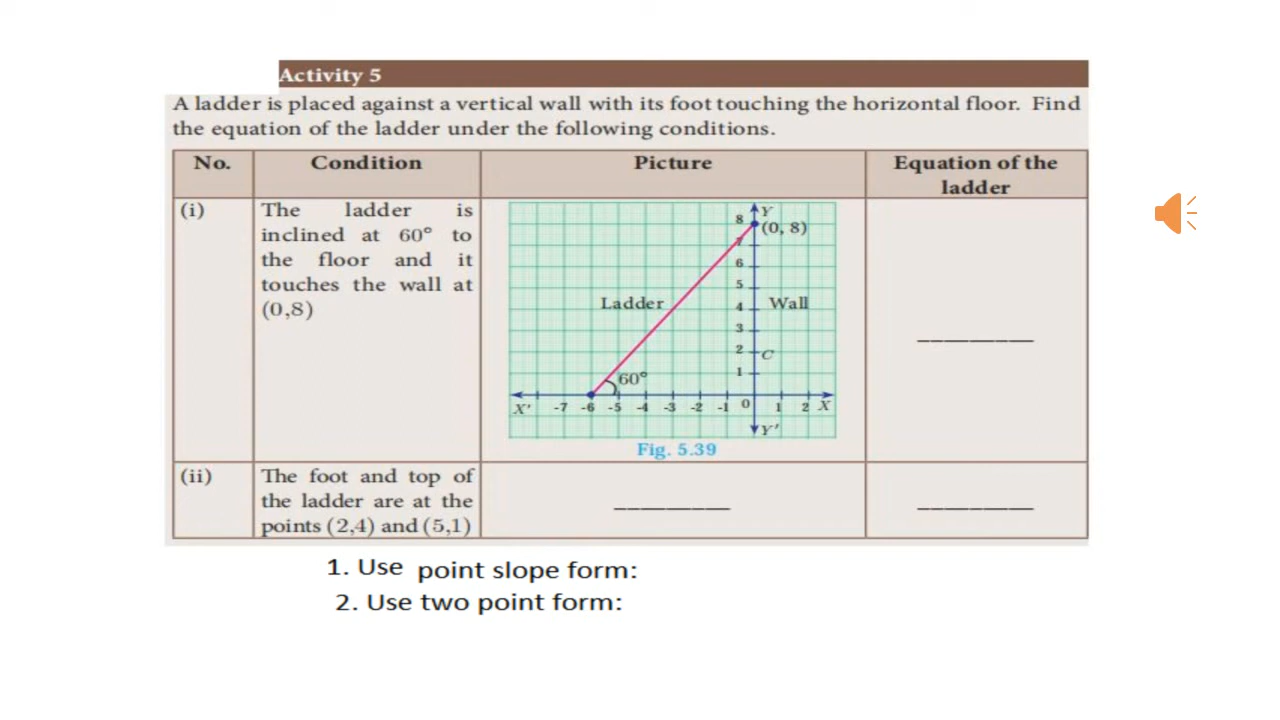 Activity 5
A ladder is placed against a vertical wall with its foot touching the horizontal floor. Find
the equation of the ladder under the following conditions.
No. Condition Picture Equation of the
ladder
(i) The ladder is
inclined at 60° to
the floor and it
touches the wall at
(0,8)
Y
8
(0, 8)
7
6
5
Ladder 4 Wall
3
2 C
1
60°
X' -7 -6 -5 -4 -3 -2 -1 0 1 2 X
Y'
Fig. 5.39
(ii) The foot and top of
the ladder are at the
points (2,4) and (5,1)
1. Use point slope form:
2. Use two point form: